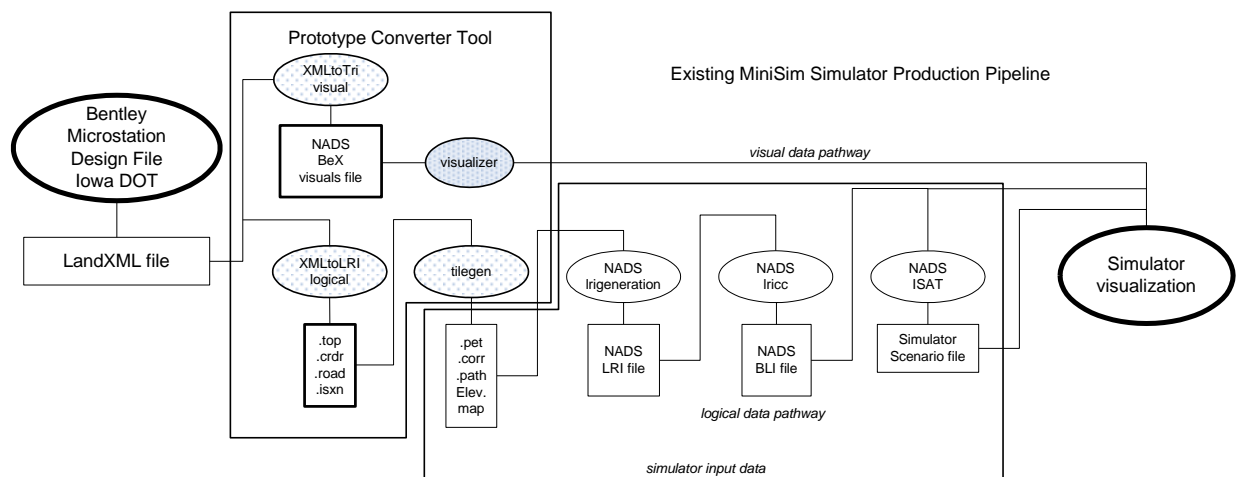 Prototype Converter Tool
Existing MiniSim Simulator Production Pipeline
Bentley
Microstation
Design File
Iowa DOT
LandXML file
XMLtoTri
visual
NADS
BeX
visuals file
visualizer
visual data pathway
XMLtoLRI
logical
.top
.crdr
.road
.isxn
tilegen
.pet
.corr
.path
Elev.
map
NADS
lrigeneration
NADS
LRI file
NADS
lricc
NADS
BLI file
NADS
ISAT
Simulator
Scenario file
Simulator
visualization
logical data pathway
simulator input data